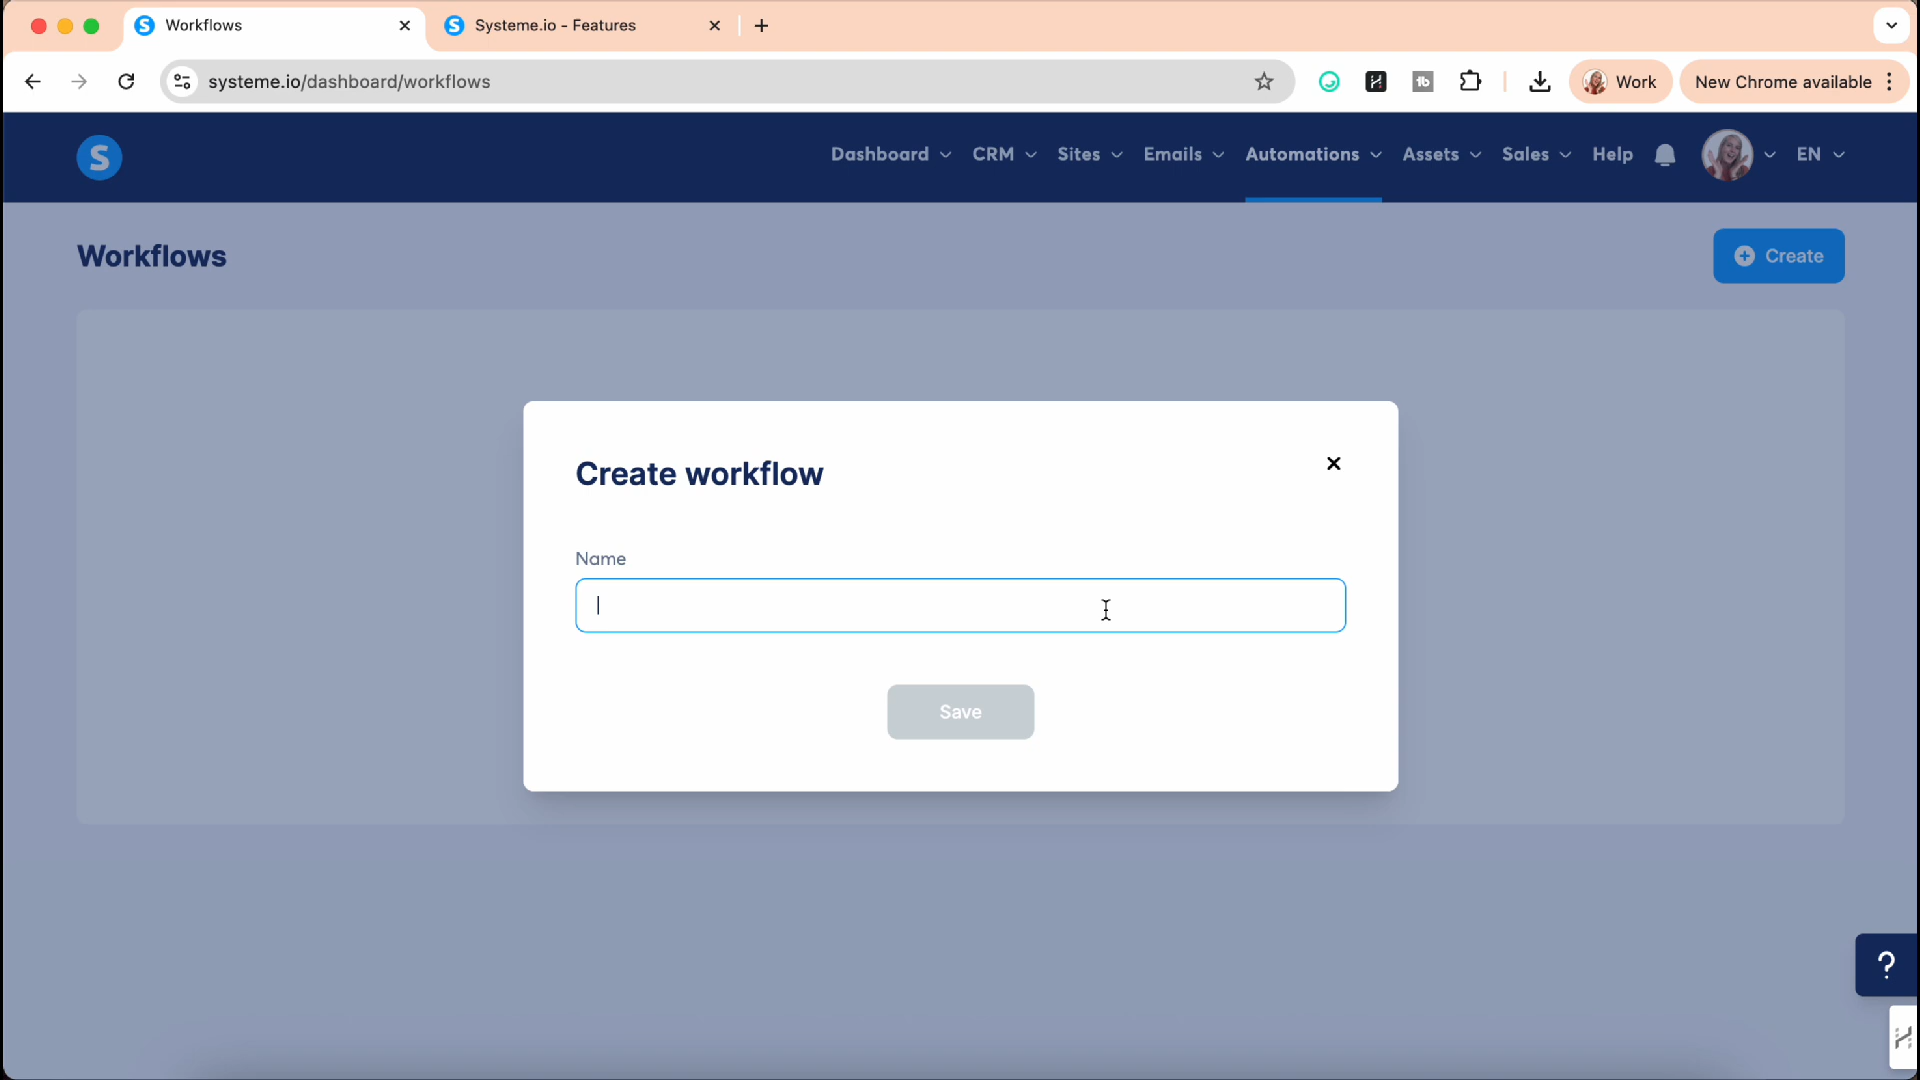 Workflows
Systeme.io - Features
systeme.io/dashboard/workflows
Work
New Chrome available
S
Dashboard
CRM
Sites
Emails
Automations
Assets
Sales
Help
EN
Workflows
Create
Create workflow
Name
Save
?